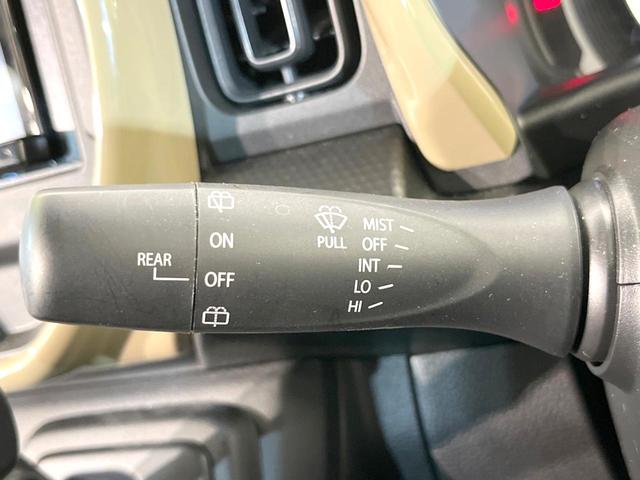 REAR
ON
OFF
PULL
MIST
OFF
INT
LO
HI